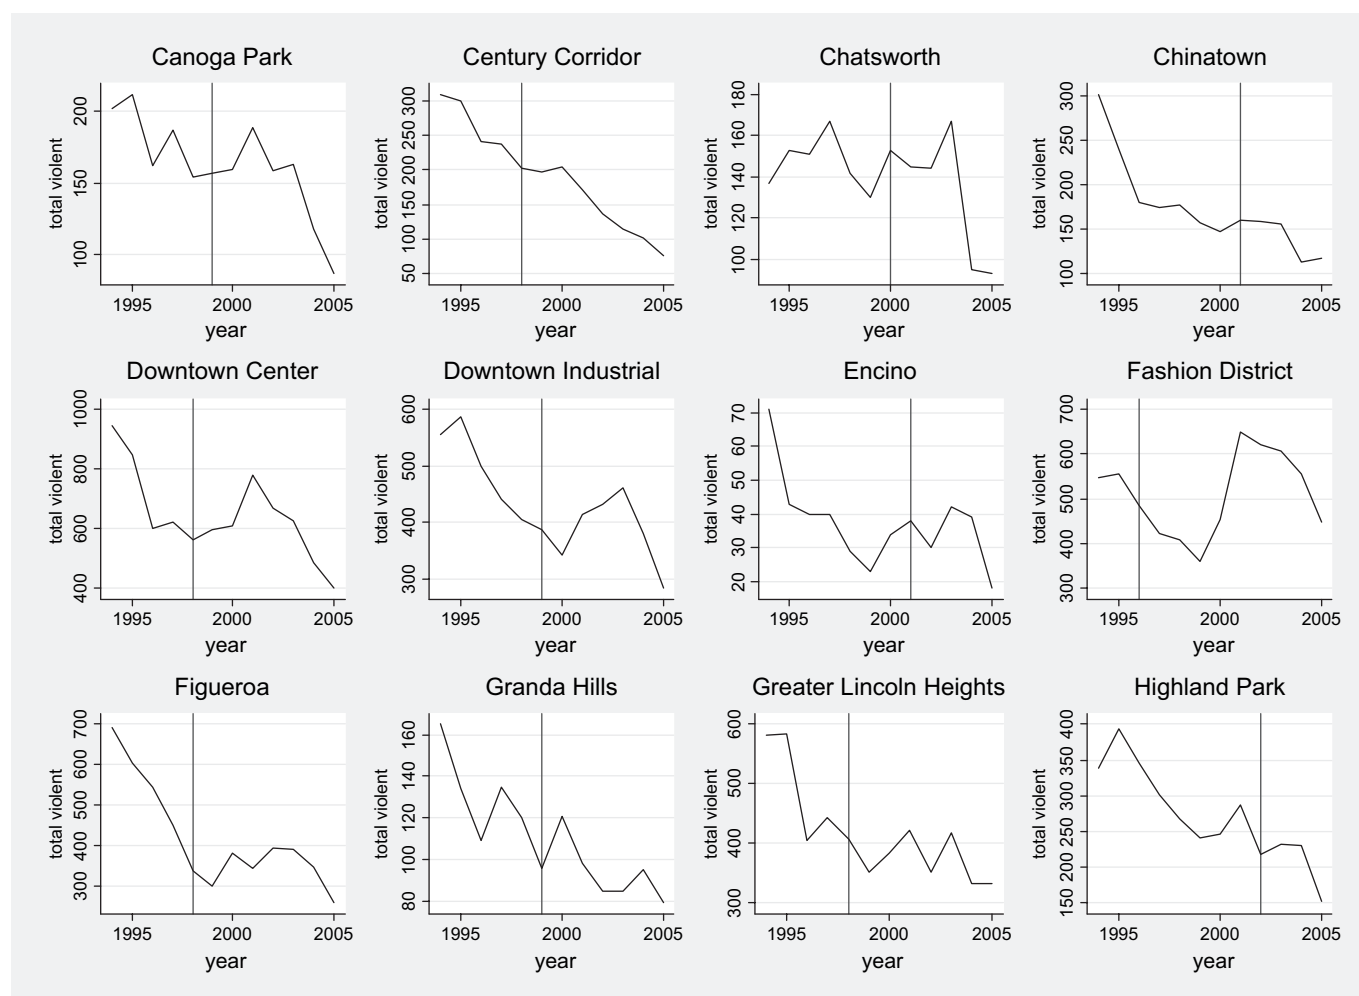 Canoga Park
total violent
200
150
100
1995 2000 2005
year
Century Corridor
total violent
300
250
200
150
100
50
1995 2000 2005
year
Chatsworth
total violent
180
160
140
120
100
1995 2000 2005
year
Chinatown
total violent
300
250
200
150
100
1995 2000 2005
year
Downtown Center
total violent
1000
800
600
400
1995 2000 2005
year
Downtown Industrial
total violent
600
500
400
300
1995 2000 2005
year
Encino
total violent
70
60
50
40
30
20
1995 2000 2005
year
Fashion District
total violent
700
600
500
400
300
1995 2000 2005
year
Figueroa
total violent
700
600
500
400
300
1995 2000 2005
year
Granda Hills
total violent
160
140
120
100
80
1995 2000 2005
year
Greater Lincoln Heights
total violent
600
500
400
300
1995 2000 2005
year
Highland Park
total violent
400
350
300
250
200
150
1995 2000 2005
year